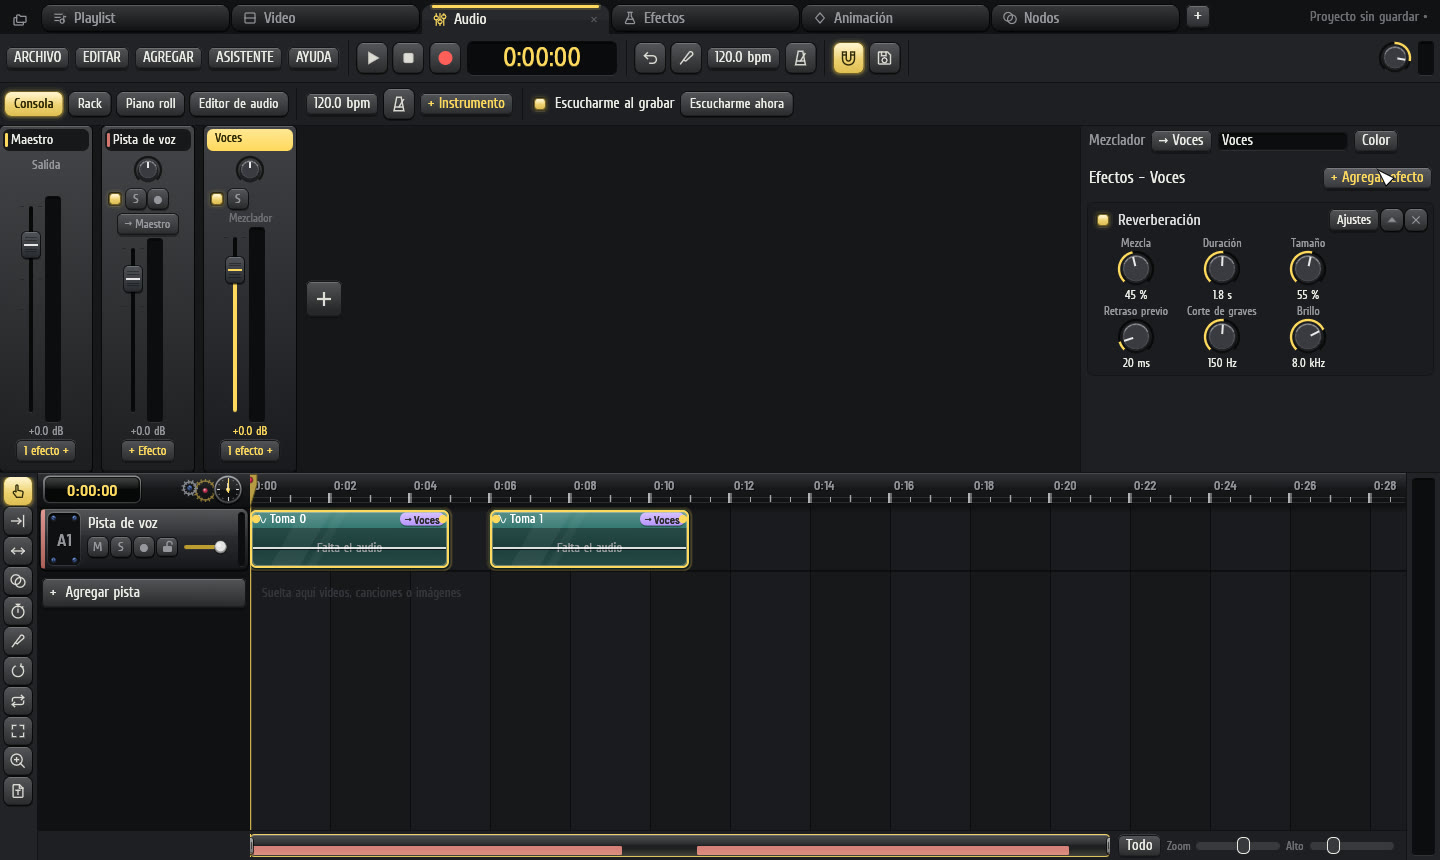 Playlist
Video
Audio
×
Efectos
Animación
Nodos
+
Proyecto sin guardar •
ARCHIVO
EDITAR
AGREGAR
ASISTENTE
AYUDA
0:00:00
120.0 bpm
Consola
Rack
Piano roll
Editor de audio
120.0 bpm
+ Instrumento
Escucharme al grabar
Escucharme ahora
Maestro
Pista de voz
Voces
Salida
S
S
→ Maestro
Mezclador
+0.0 dB
+0.0 dB
+0.0 dB
1 efecto +
+ Efecto
1 efecto +
Mezclador
→ Voces
Voces
Color
Efectos - Voces
+ Agregar efecto
Reverberación
Ajustes
Mezcla
Duración
Tamaño
45 %
1.8 s
55 %
Retraso previo
Corte de graves
Brillo
20 ms
150 Hz
8.0 kHz
0:00:00
0:00
0:02
0:04
0:06
0:08
0:10
0:12
0:14
0:16
0:18
0:20
0:22
0:24
0:26
0:28
A1
Pista de voz
M
S
Toma 0
→ Voces
Falta el audio
Toma 1
→ Voces
Falta el audio
+ Agregar pista
Suelta aquí videos, canciones o imágenes
Todo
Zoom
Alto